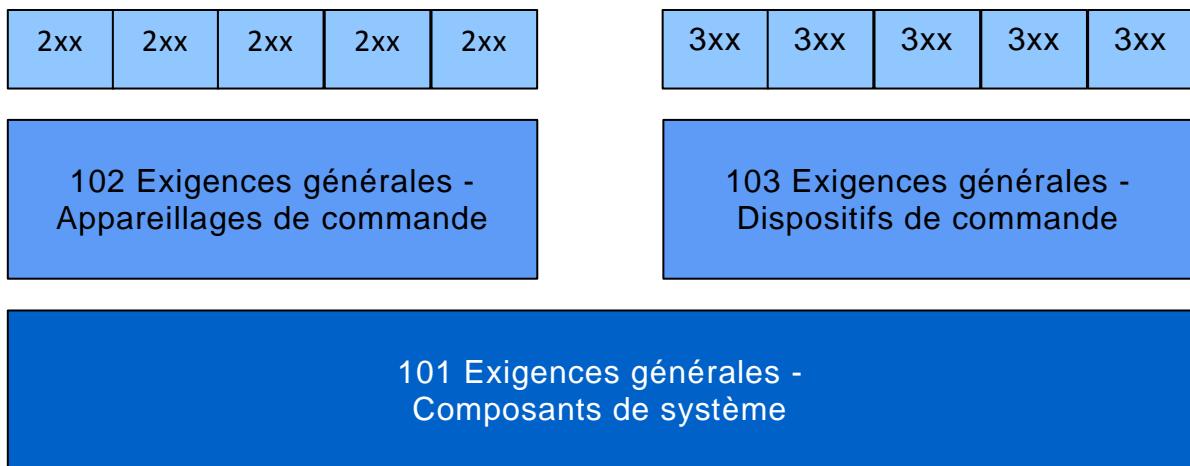 2xx 2xx 2xx 2xx 2xx
3xx 3xx 3xx 3xx 3xx
102 Exigences générales -
Appareillages de commande
103 Exigences générales -
Dispositifs de commande
101 Exigences générales -
Composants de système